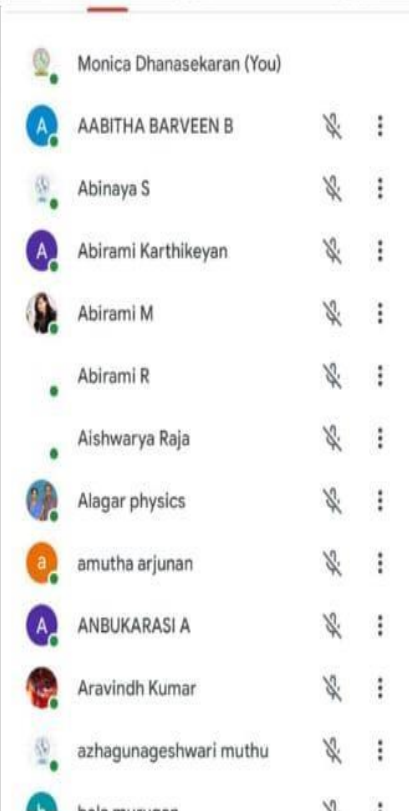 Monica Dhanasekaran (You)
A AABITHA BARVEEN B
Abinaya S
A Abirami Karthikeyan
Abirami M
Abirami R
Aishwarya Raja
Alagar physics
a amutha arjunan
A ANBUKARASI A
Aravindh Kumar
azhagunageshwari muthu